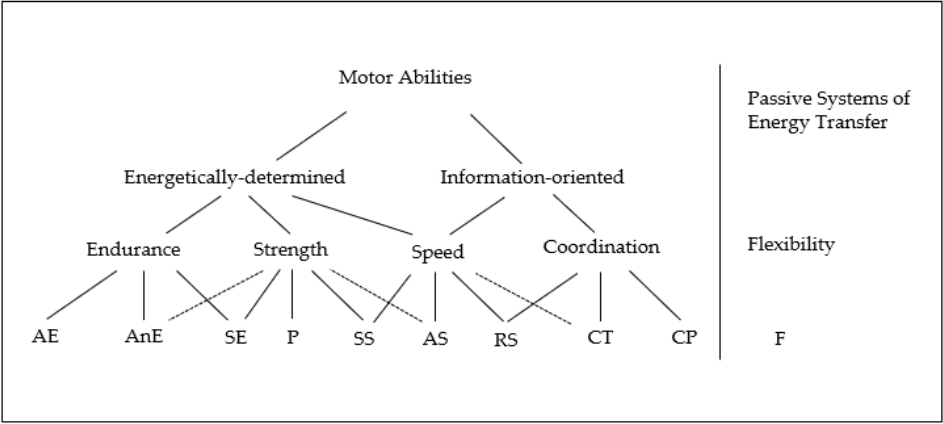 Motor Abilities
Passive Systems of
Energy Transfer
Energetically-determined
Information-oriented
Endurance
Strength
Speed
Coordination
Flexibility
AE
AnE
SE
P
SS
AS
RS
CT
CP
F